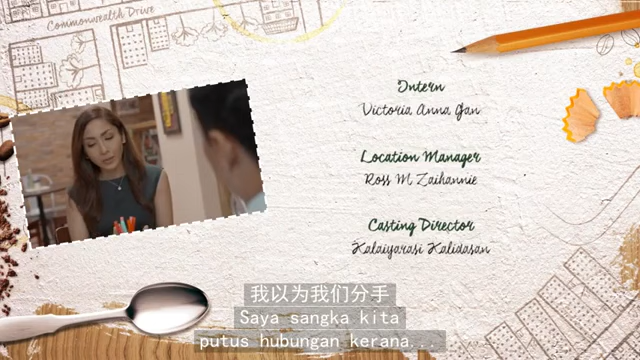 Commonwealth Drive
Intern
Victoria Anna Gan
Location Manager
Ross M Zaihannie
Casting Director
Kalaiyarasi Kalidasan
我以为我们分手
Saya sangka kita
putus hubungan kerana...